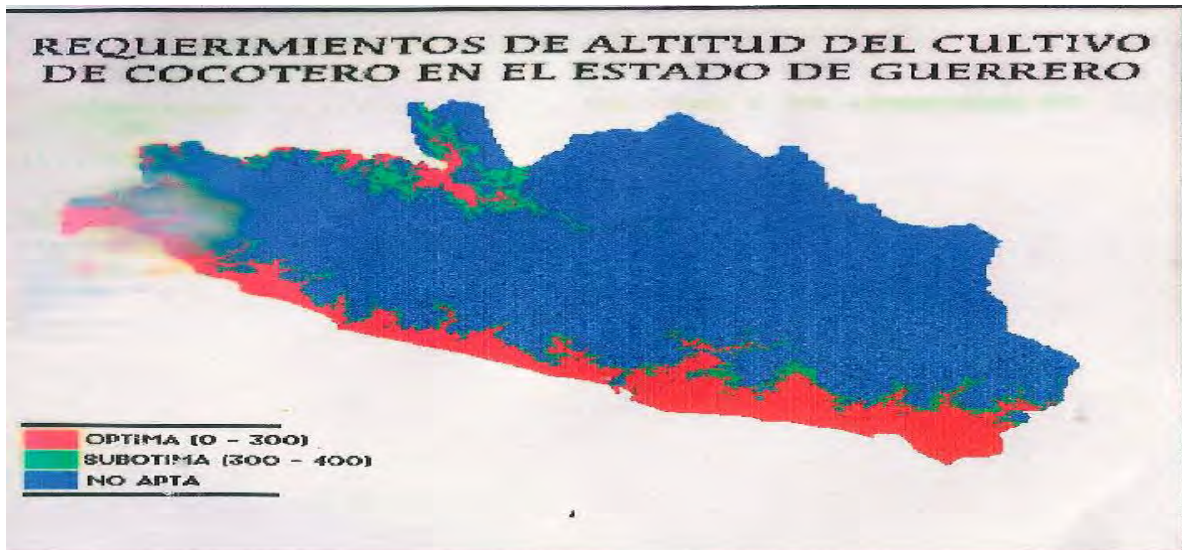 REQUERIMIENTOS DE ALTITUD DEL CULTIVO
DE COCOTERO EN EL ESTADO DE GUERRERO
OPTIMA (0 - 300)
SUBOTIMA (300 - 400)
NO APTA